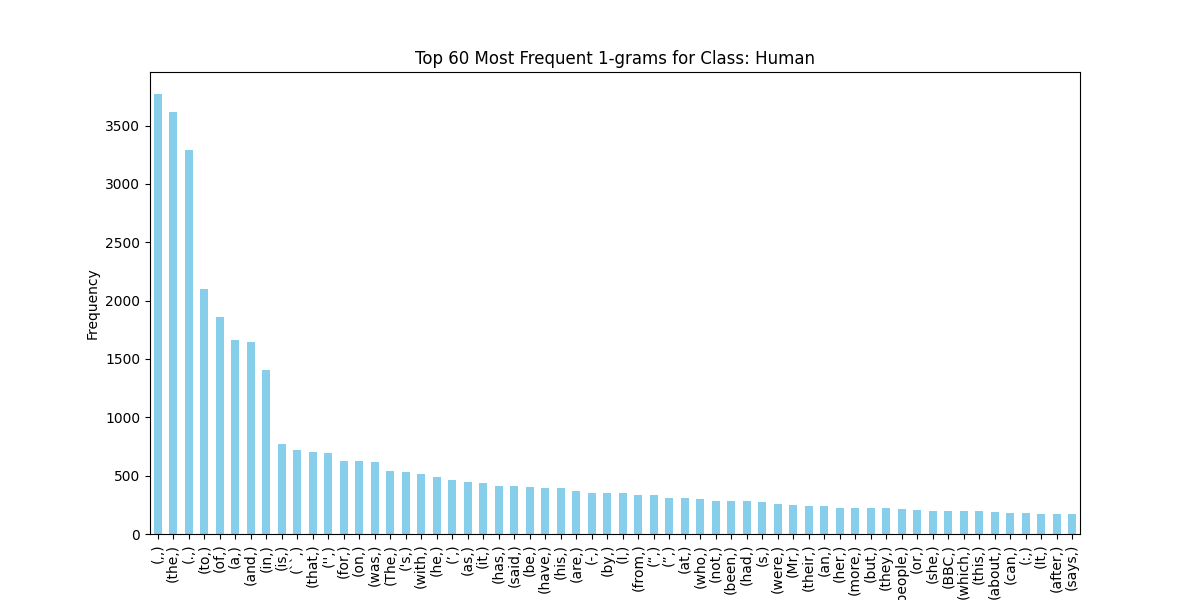 Top 60 Most Frequent 1-grams for Class: Human
Frequency
3500
3000
2500
2000
1500
1000
500
0
(,,)
(the,)
(.,)
(to,)
(of,)
(a,)
(and,)
(in,)
(is,)
(``,)
(that,)
('',)
(for,)
(on,)
(was,)
(The,)
('s,)
(with,)
(he,)
(’,)
(as,)
(it,)
(has,)
(said,)
(be,)
(have,)
(his,)
(are,)
(-,)
(by,)
(I,)
(from,)
(“,)
(”,)
(at,)
(who,)
(not,)
(been,)
(had,)
(s,)
(were,)
(Mr,)
(their,)
(an,)
(her,)
(more,)
(but,)
(they,)
people,)
(or,)
(she,)
(BBC,)
(which,)
(this,)
(about,)
(can,)
(:,)
(It,)
(after,)
(says,)